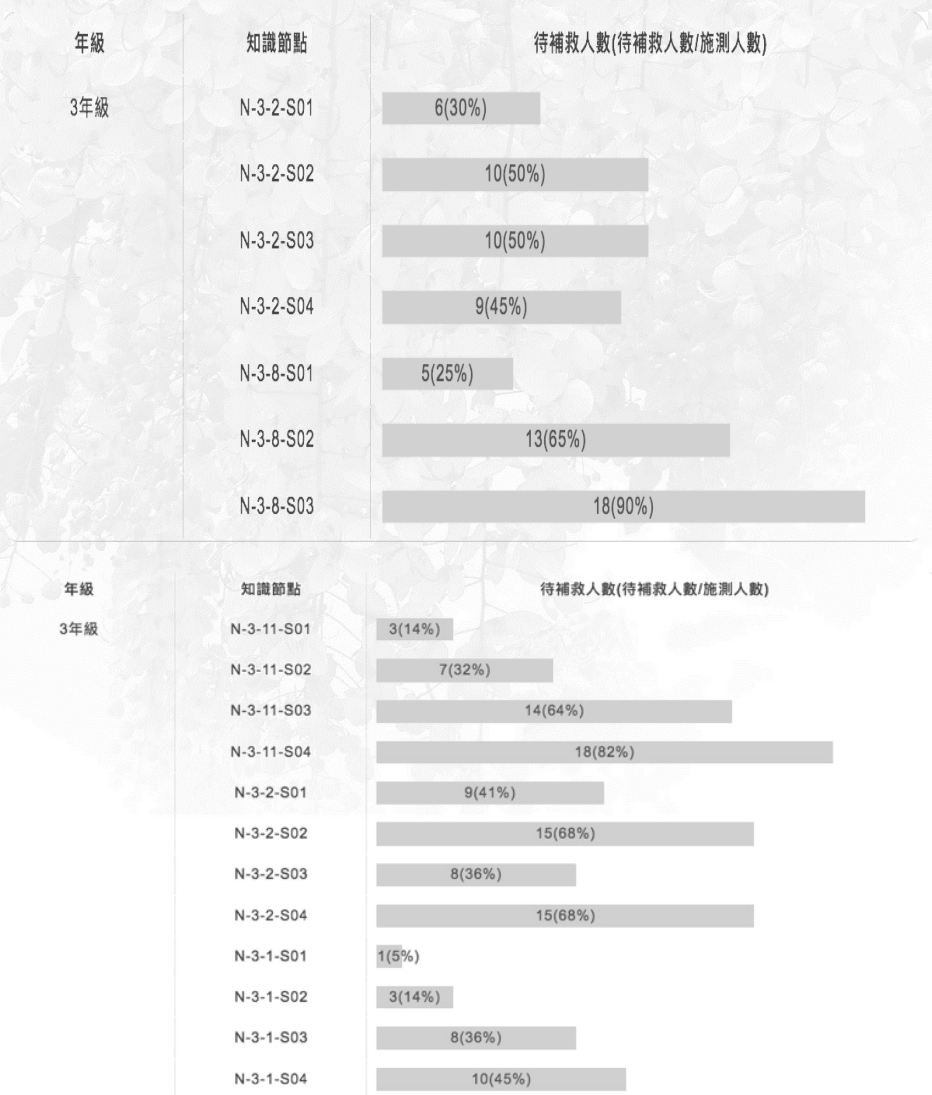 年級 知識節點 待補救人數(待補救人數/施測人數)
3年級 N-3-2-S01 6(30%)
N-3-2-S02 10(50%)
N-3-2-S03 10(50%)
N-3-2-S04 9(45%)
N-3-8-S01 5(25%)
N-3-8-S02 13(65%)
N-3-8-S03 18(90%)
年級 知識節點 待補救人數(待補救人數/施測人數)
3年級 N-3-11-S01 3(14%)
N-3-11-S02 7(32%)
N-3-11-S03 14(64%)
N-3-11-S04 18(82%)
N-3-2-S01 9(41%)
N-3-2-S02 15(68%)
N-3-2-S03 8(36%)
N-3-2-S04 15(68%)
N-3-1-S01 1(5%)
N-3-1-S02 3(14%)
N-3-1-S03 8(36%)
N-3-1-S04 10(45%)